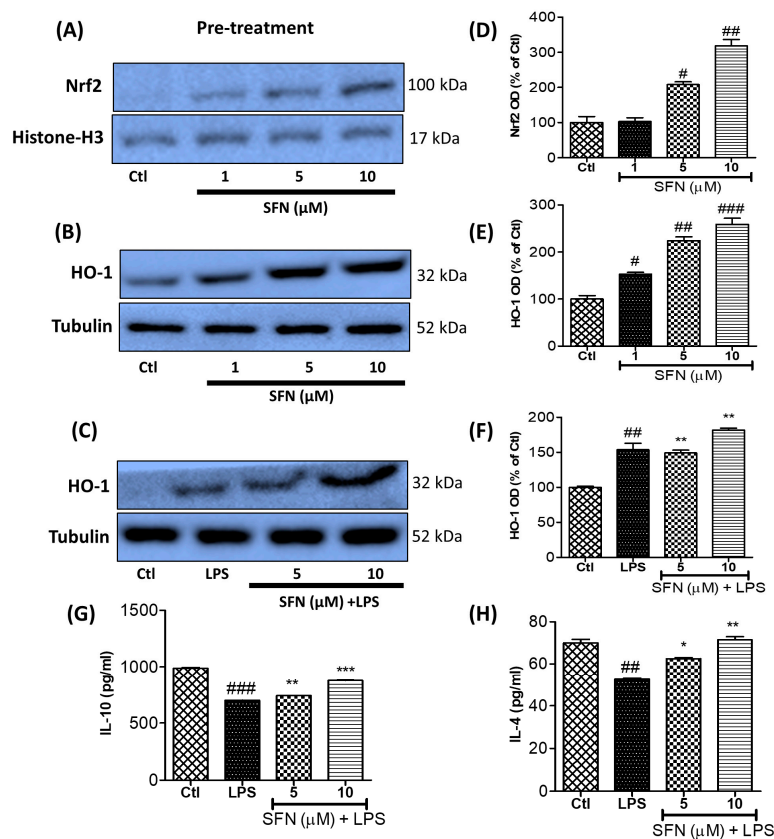 Pre-treatment
(A)
Nrf2
100 kDa
Histone-H3
17 kDa
Ctl 1 5 10
SFN (μM)
(D)
Nrf2 OD (% of Ctl)
400
300
200
100
0
# ##
Ctl 1 5 10
SFN (μM)
(B)
HO-1
32 kDa
Tubulin
52 kDa
Ctl 1 5 10
SFN (μM)
(E)
HO-1 OD (% of Ctl)
300
200
100
0
# ## ###
Ctl 1 5 10
SFN (μM)
(C)
HO-1
32 kDa
Tubulin
52 kDa
Ctl LPS 5 10
SFN (μM) +LPS
(F)
HO-1 OD (% of Ctl)
200
150
100
50
0
## ** **
Ctl LPS 5 10
SFN (μM) + LPS
(G)
IL-10 (pg/ml)
1500
1000
500
0
### ** ***
Ctl LPS 5 10
SFN (μM) + LPS
(H)
IL-4 (pg/ml)
80
60
40
20
0
## * **
Ctl LPS 5 10
SFN (μM) + LPS